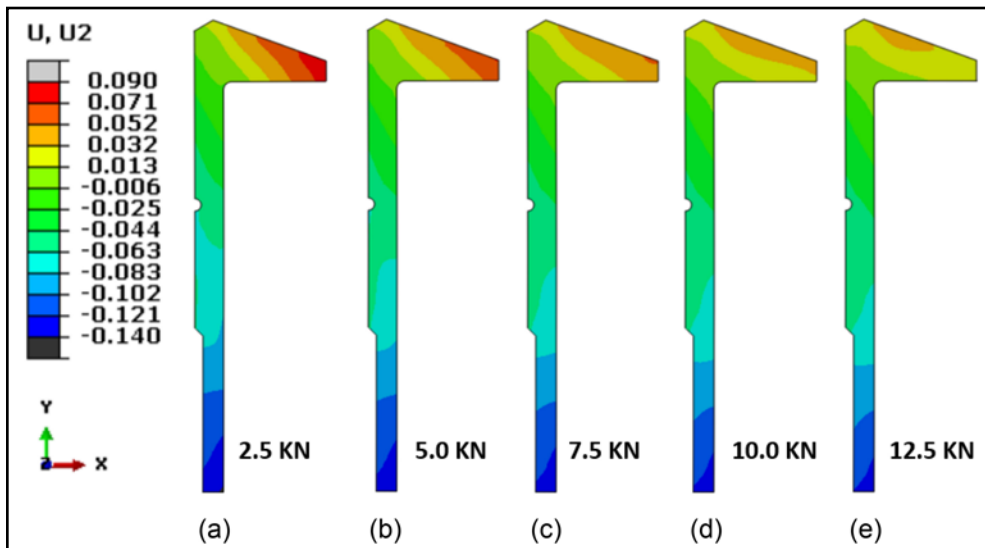 U, U2
0.090
0.071
0.052
0.032
0.013
-0.006
-0.025
-0.044
-0.063
-0.083
-0.102
-0.121
-0.140
Y
X
2.5 KN
5.0 KN
7.5 KN
10.0 KN
12.5 KN
(a)
(b)
(c)
(d)
(e)